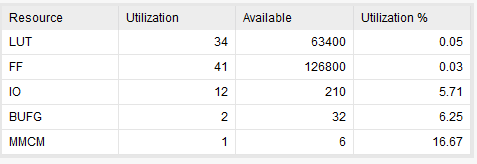 Resource Utilization Available Utilization %
LUT 34 63400 0.05
FF 41 126800 0.03
IO 12 210 5.71
BUFG 2 32 6.25
MMCM 1 6 16.67